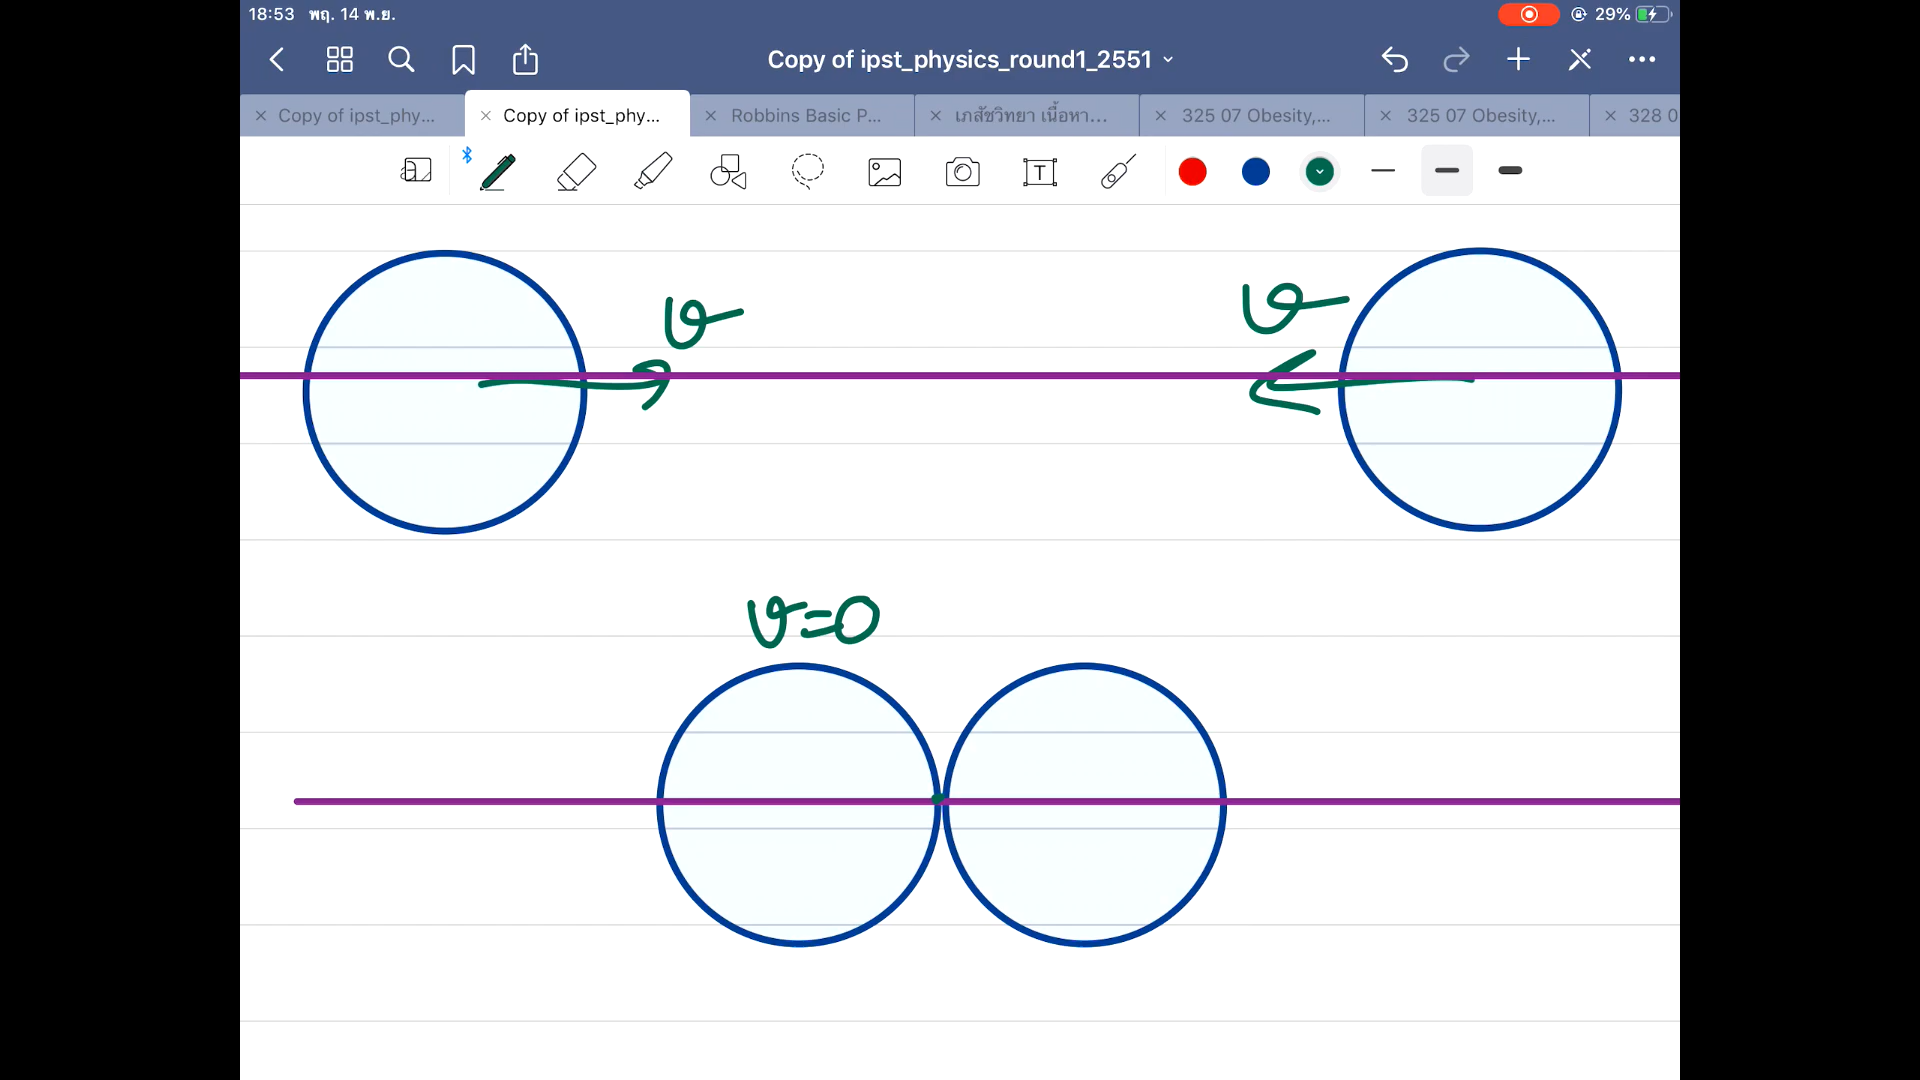 18:53 พฤ. 14 พ.ย.
29%
Copy of ipst_physics_round1_2551
Copy of ipst_phy...
Copy of ipst_phy...
Robbins Basic P...
เภสัชวิทยา เนื้อหา...
325 07 Obesity,...
325 07 Obesity,...
328 0
a
T
v
v
v=0